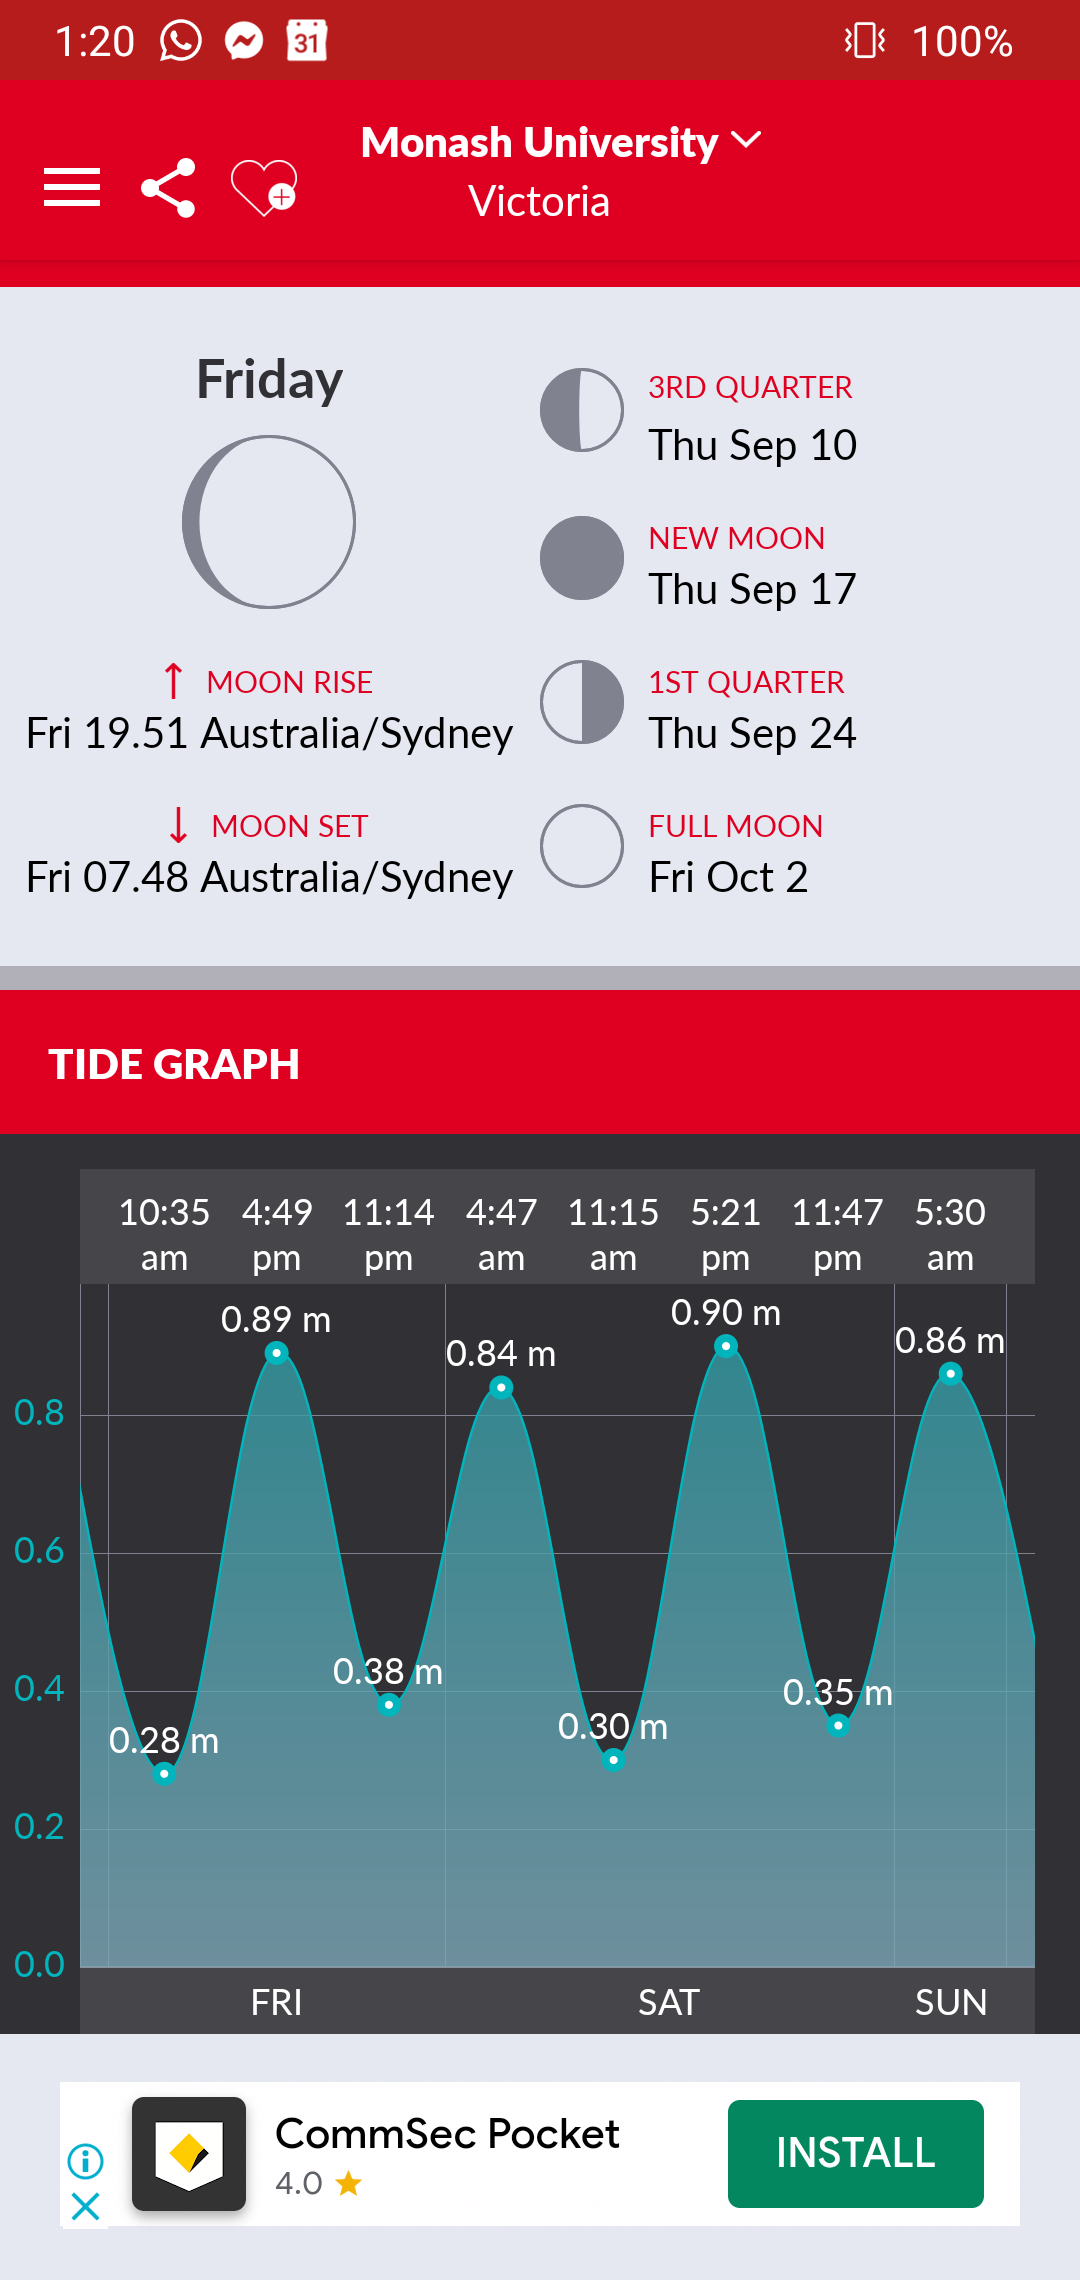 1:20 31 100%
Monash University
Victoria
Friday
MOON RISE
Fri 19.51 Australia/Sydney
MOON SET
Fri 07.48 Australia/Sydney
3RD QUARTER
Thu Sep 10
NEW MOON
Thu Sep 17
1ST QUARTER
Thu Sep 24
FULL MOON
Fri Oct 2
TIDE GRAPH
10:35 am 4:49 pm 11:14 pm 4:47 am 11:15 am 5:21 pm 11:47 pm 5:30 am
0.89 m 0.84 m 0.90 m 0.86 m
0.28 m 0.38 m 0.30 m 0.35 m
0.8
0.6
0.4
0.2
0.0
FRI SAT SUN
CommSec Pocket
4.0
INSTALL